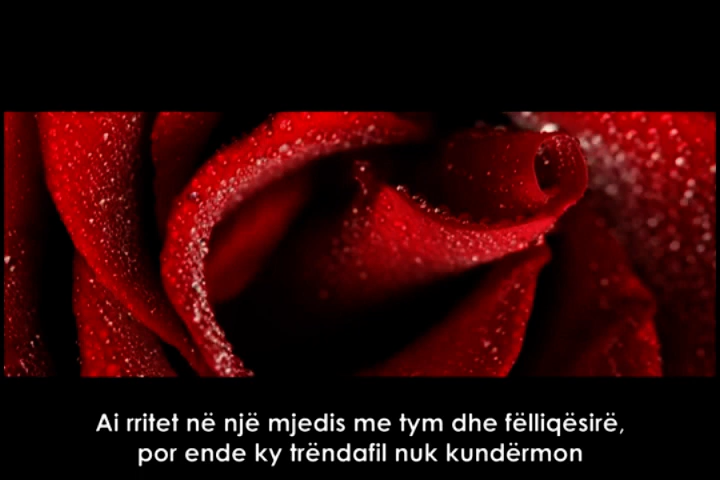 Ai rritet në një mjedis me tym dhe fëlliqësirë,
por ende ky trëndafil nuk kundërmon